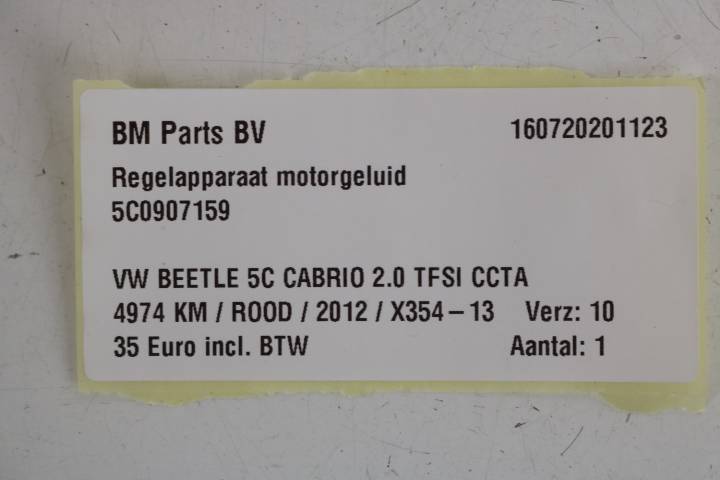 BM Parts BV 160720201123
Regelapparaat motorgeluid
5C0907159
VW BEETLE 5C CABRIO 2.0 TFSI CCTA
4974 KM / ROOD / 2012 / X354-13 Verz: 10
35 Euro incl. BTW Aantal: 1